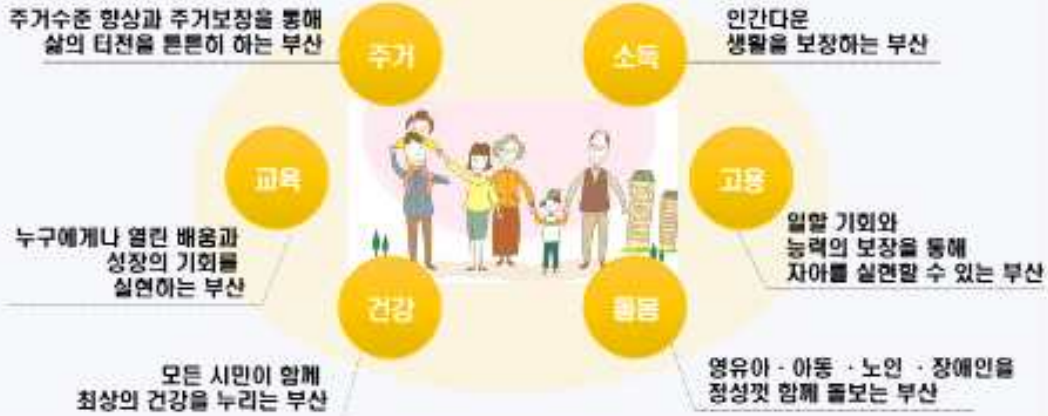 주거수준 향상과 주거보장을 통해
삶의 터전을 튼튼히 하는 부산
주거
소득
인간다운
생활을 보장하는 부산
교육
고용
누구에게나 열린 배움과
성장의 기회를
실현하는 부산
일할 기회와
능력의 보장을 통해
자아를 실현할 수 있는 부산
건강
돌봄
모든 시민이 함께
최상의 건강을 누리는 부산
영유아 · 아동 · 노인 · 장애인을
정성껏 함께 돌보는 부산